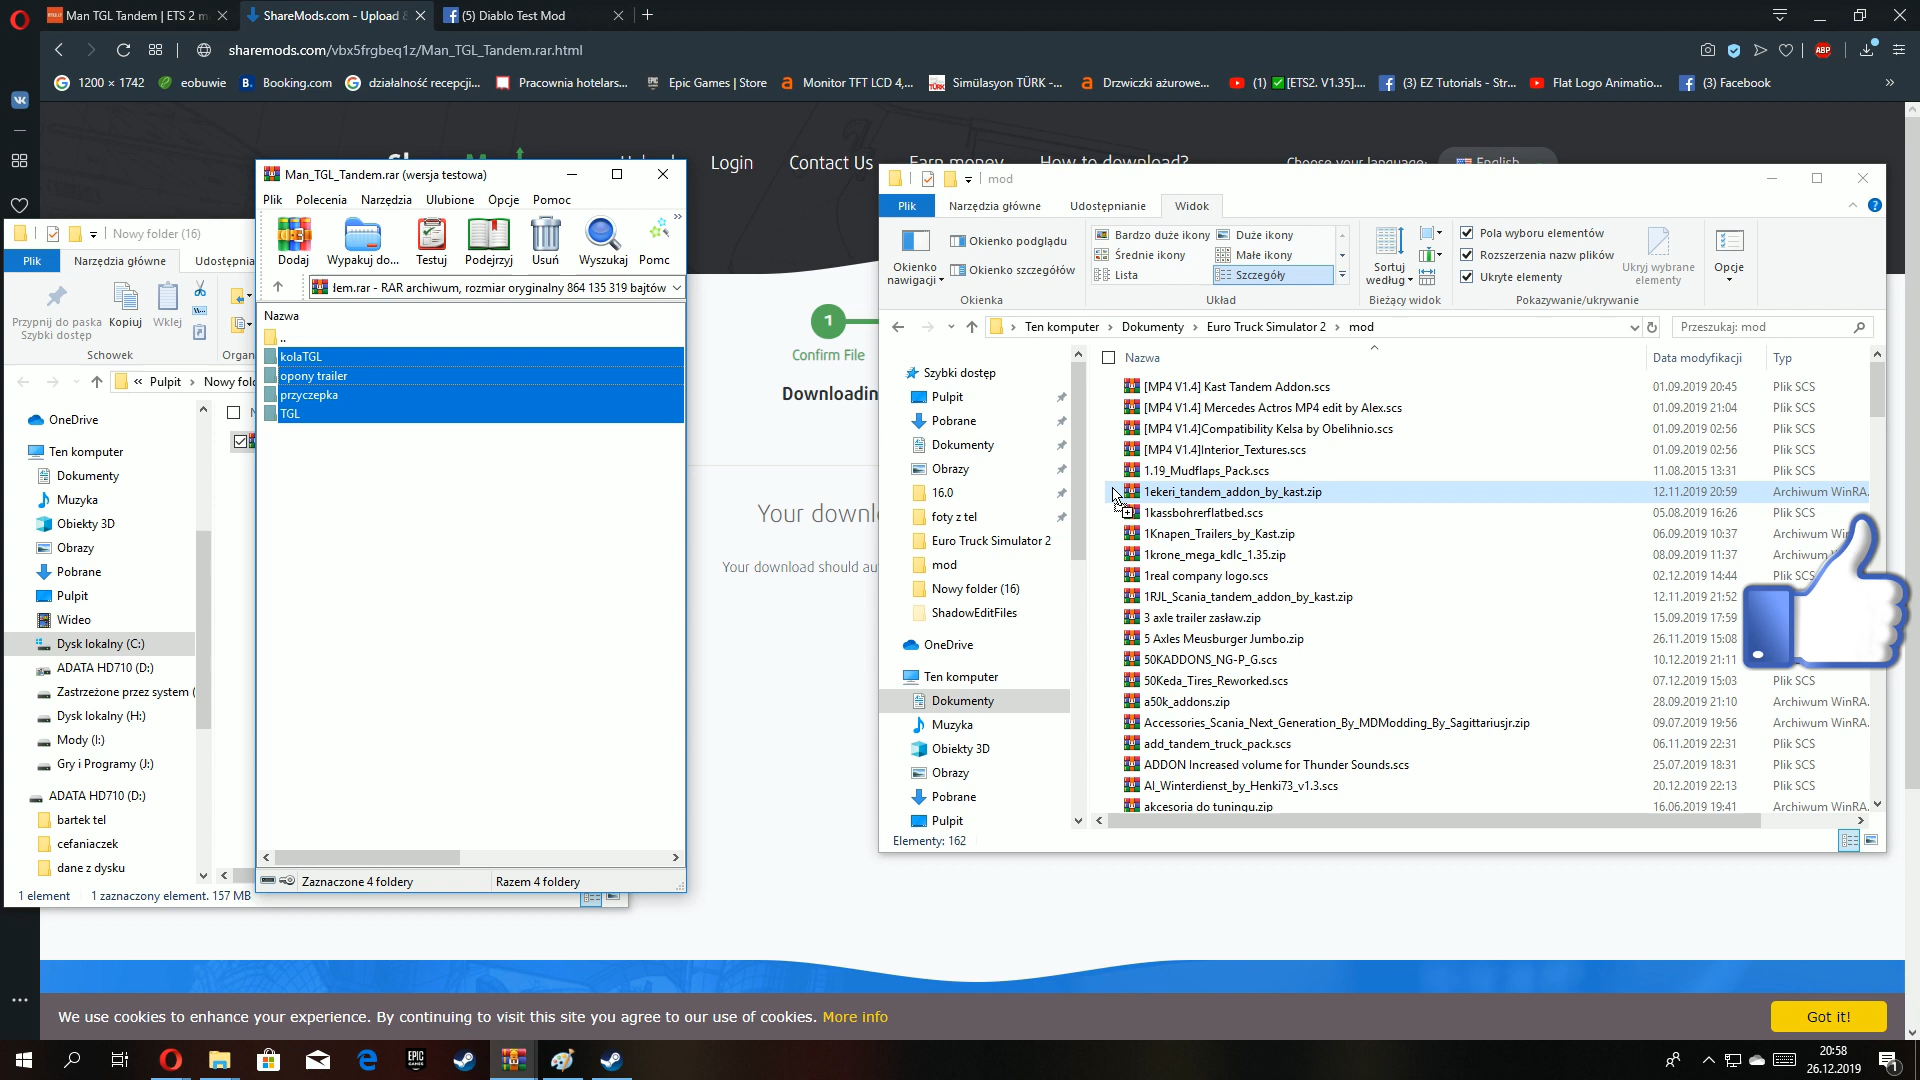 Man TGL Tandem | ETS 2 m
ShareMods.com - Upload &
(5) Diablo Test Mod
sharemods.com/vbx5frgbeq1z/Man_TGL_Tandem.rar.html
ABP
1200 × 1742
eobuwie
B.
Booking.com
działalność recepcji...
Pracownia hotelars...
Epic Games | Store
Monitor TFT LCD 4,...
Simülasyon TÜRK -...
Drzwiczki ażurowe...
(1) ✅[ETS2. V1.35]....
(3) EZ Tutorials - Str...
Flat Logo Animatio...
(3) Facebook
Login
Contact Us
Earn money
How to download?
Choose your language:
English
1
Confirm File
Downloadin
Your downl
Your download should au
Nowy folder (16)
Plik
Narzędzia główne
Udostępnia
Przypnij do paska
Szybki dostęp
Kopiuj
Wklej
Schowek
Organ
« Pulpit › Nowy fol
OneDrive
Ten komputer
Dokumenty
Muzyka
Obiekty 3D
Obrazy
Pobrane
Pulpit
Wideo
Dysk lokalny (C:)
ADATA HD710 (D:)
Zastrzeżone przez system (
Dysk lokalny (H:)
Mody (I:)
Gry i Programy (J:)
ADATA HD710 (D:)
bartek tel
cefaniaczek
dane z dysku
1 element
1 zaznaczony element. 157 MB
Man_TGL_Tandem.rar (wersja testowa)
Plik
Polecenia
Narzędzia
Ulubione
Opcje
Pomoc
Dodaj
Wypakuj do...
Testuj
Podejrzyj
Usuń
Wyszukaj
Pomc
lem.rar - RAR archiwum, rozmiar oryginalny 864 135 319 bajtów
Nazwa
..
kolaTGL
opony trailer
przyczepka
TGL
Zaznaczone 4 foldery
Razem 4 foldery
mod
Plik
Narzędzia główne
Udostępnianie
Widok
Okienko
nawigacji
Okienko podglądu
Okienko szczegółów
Okienka
Bardzo duże ikony
Duże ikony
Średnie ikony
Małe ikony
Lista
Szczegóły
Układ
Sortuj
według
Bieżący widok
Pola wyboru elementów
Rozszerzenia nazw plików
Ukryte elementy
Ukryj wybrane
elementy
Pokazywanie/ukrywanie
Opcje
› Ten komputer › Dokumenty › Euro Truck Simulator 2 › mod
Przeszukaj: mod
Szybki dostęp
Pulpit
Pobrane
Dokumenty
Obrazy
16.0
foty z tel
Euro Truck Simulator 2
mod
Nowy folder (16)
ShadowEditFiles
OneDrive
Ten komputer
Dokumenty
Muzyka
Obiekty 3D
Obrazy
Pobrane
Pulpit
Nazwa
Data modyfikacji
Typ
[MP4 V1.4] Kast Tandem Addon.scs 01.09.2019 20:45 Plik SCS
[MP4 V1.4] Mercedes Actros MP4 edit by Alex.scs 01.09.2019 21:04 Plik SCS
[MP4 V1.4]Compatibility Kelsa by Obelihnio.scs 01.09.2019 02:56 Plik SCS
[MP4 V1.4]Interior_Textures.scs 01.09.2019 02:56 Plik SCS
1.19_Mudflaps_Pack.scs 11.08.2015 13:31 Plik SCS
1ekeri_tandem_addon_by_kast.zip 12.11.2019 20:59 Archiwum WinRA.
1kassbohrerflatbed.scs 05.08.2019 16:26 Plik SCS
1Knapen_Trailers_by_Kast.zip 06.09.2019 10:37 Archiwum Wi
1krone_mega_kdlc_1.35.zip 08.09.2019 11:37 Archiwum
1real company logo.scs 02.12.2019 14:44 Plik SCS
1RJL_Scania_tandem_addon_by_kast.zip 12.11.2019 21:52
3 axle trailer zasław.zip 15.09.2019 17:59
5 Axles Meusburger Jumbo.zip 26.11.2019 15:08
50KADDONS_NG-P_G.scs 10.12.2019 21:11
50Keda_Tires_Reworked.scs 07.12.2019 15:03 Plik SCS
a50k_addons.zip 28.09.2019 21:10 Archiwum WinRA.
Accessories_Scania_Next_Generation_By_MDModding_By_Sagittariusjr.zip 09.07.2019 19:56 Archiwum WinRA.
add_tandem_truck_pack.scs 06.11.2019 22:31 Plik SCS
ADDON Increased volume for Thunder Sounds.scs 25.07.2019 18:31 Plik SCS
AI_Winterdienst_by_Henki73_v1.3.scs 20.12.2019 22:13 Plik SCS
akcesoria do tuningu.zip 16.06.2019 19:41 Archiwum WinRA.
Elementy: 162
We use cookies to enhance your experience. By continuing to visit this site you agree to our use of cookies. More info
Got it!
EPIC
GAMES
20:58
26.12.2019
1